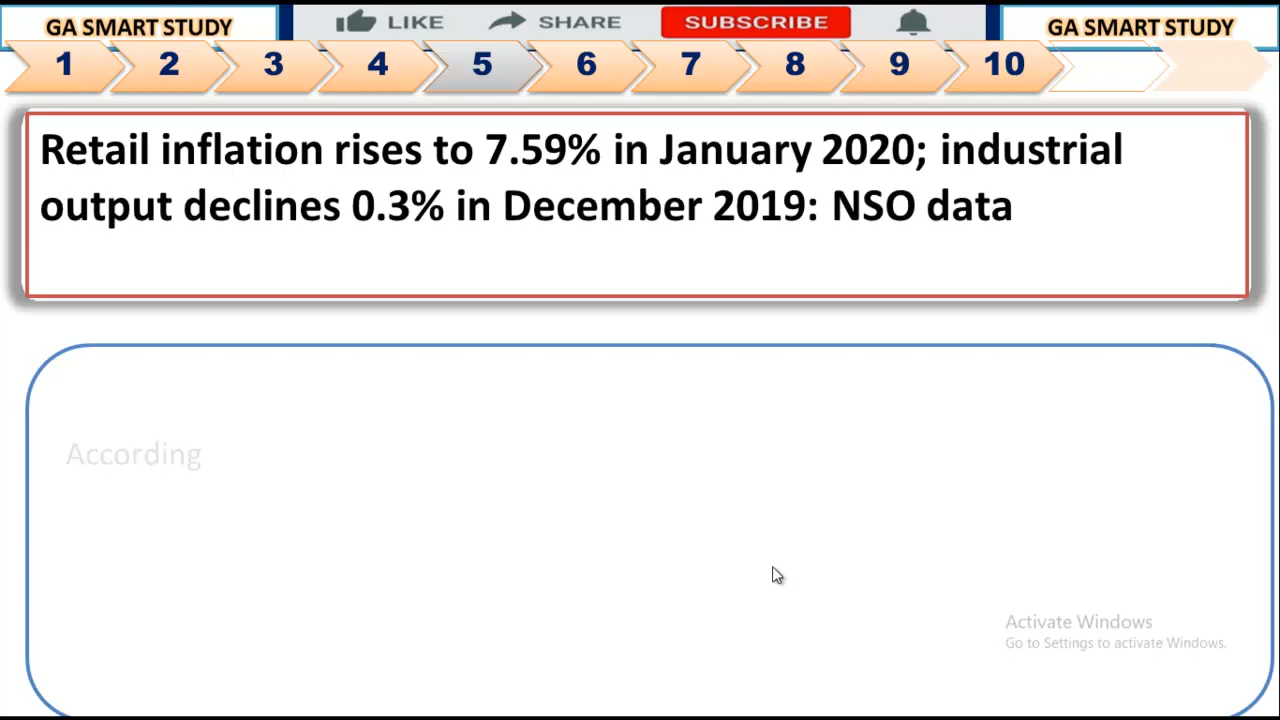 GA SMART STUDY
LIKE SHARE SUBSCRIBE
GA SMART STUDY
1 2 3 4 5 6 7 8 9 10
Retail inflation rises to 7.59% in January 2020; industrial
output declines 0.3% in December 2019: NSO data
According
Activate Windows
Go to Settings to activate Windows.